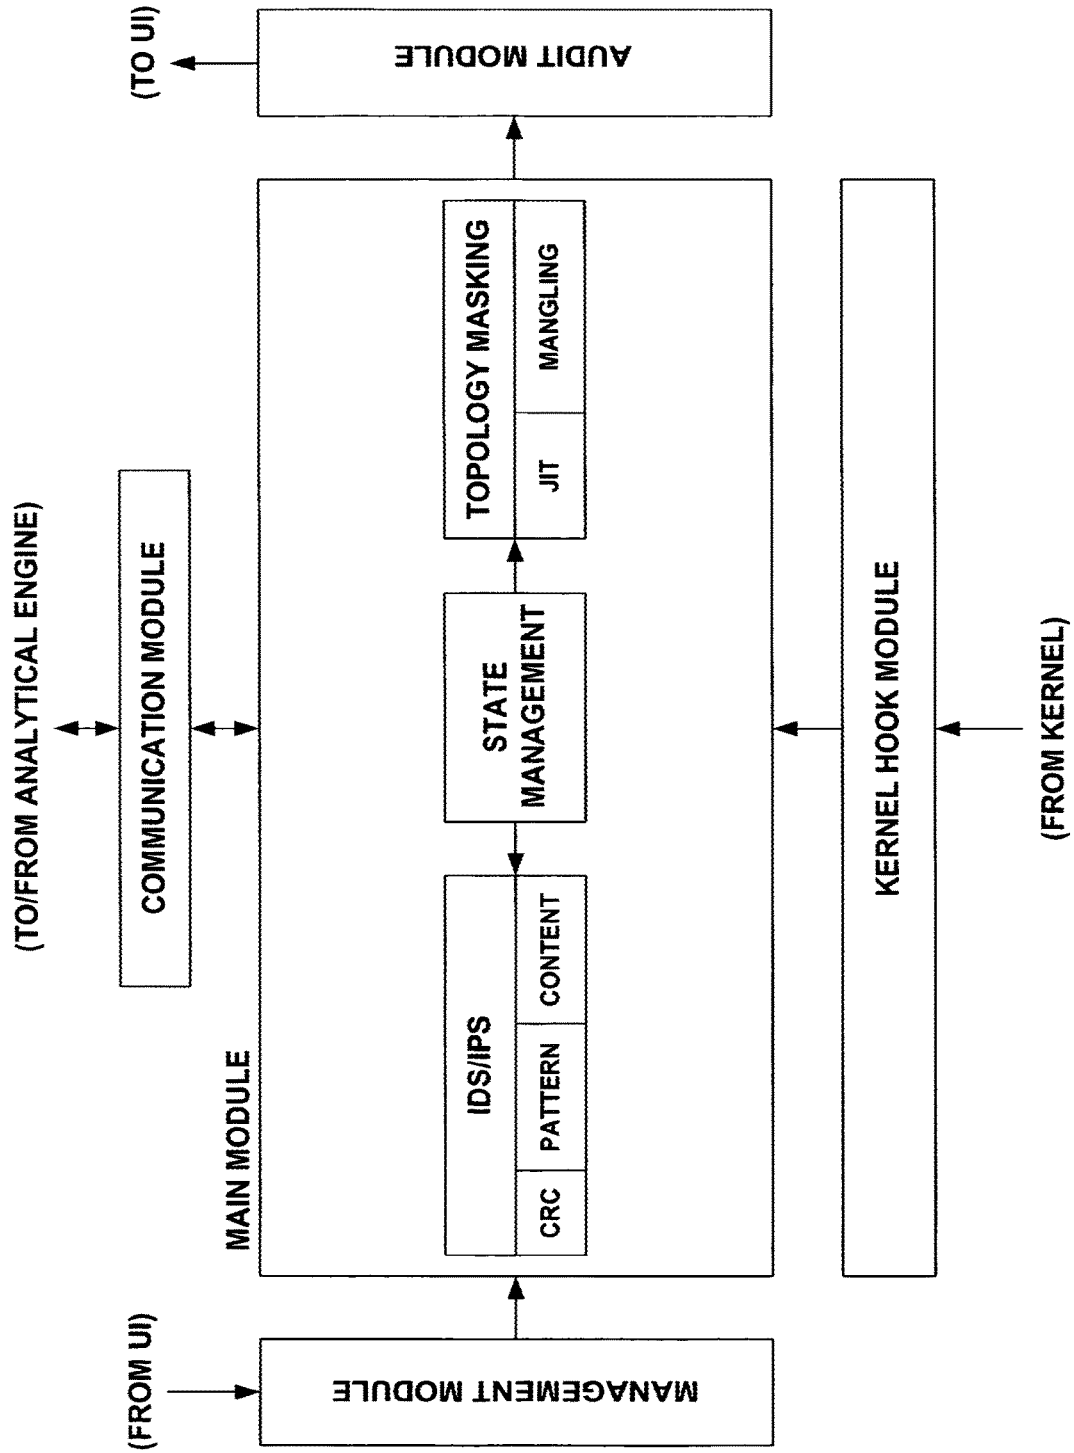 (TO/FROM ANALYTICAL ENGINE)
COMMUNICATION MODULE
(FROM UI)
(TO UI)
MAIN MODULE
MANAGEMENT MODULE
IDS/IPS
CRC
PATTERN
CONTENT
STATE
MANAGEMENT
TOPOLOGY MASKING
JIT
MANGLING
AUDIT MODULE
KERNEL HOOK MODULE
(FROM KERNEL)